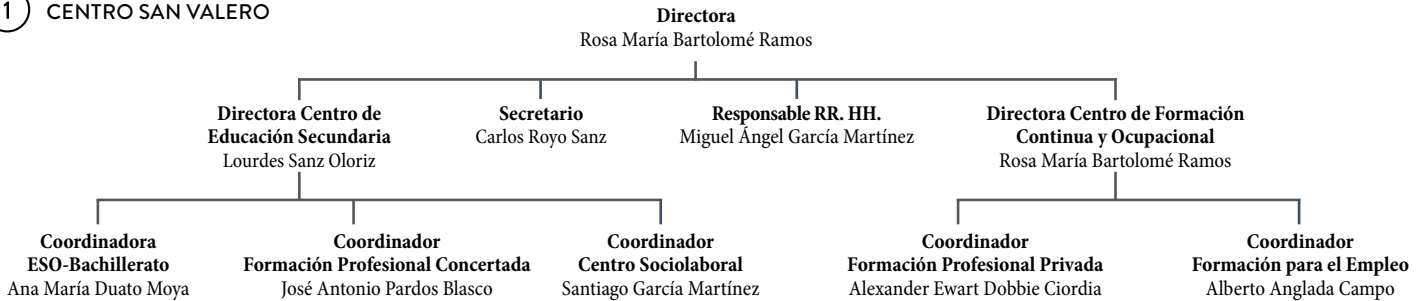 1 CENTRO SAN VALERO
Directora
Rosa María Bartolomé Ramos
Directora Centro de
Educación Secundaria
Lourdes Sanz Oloriz
Secretario
Carlos Royo Sanz
Responsable RR. HH.
Miguel Ángel García Martínez
Directora Centro de Formación
Continua y Ocupacional
Rosa María Bartolomé Ramos
Coordinadora
ESO-Bachillerato
Ana María Duato Moya
Coordinador
Formación Profesional Concertada
José Antonio Pardos Blasco
Coordinador
Centro Sociolaboral
Santiago García Martínez
Coordinador
Formación Profesional Privada
Alexander Ewart Dobbie Ciordia
Coordinador
Formación para el Empleo
Alberto Anglada Campo